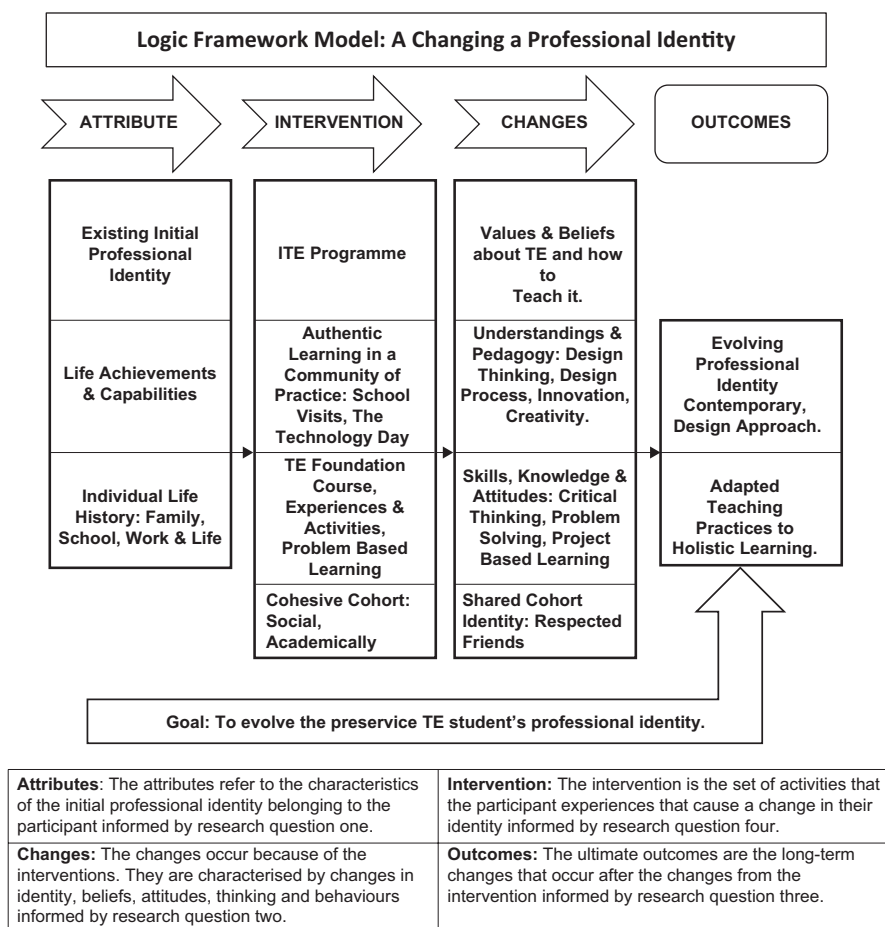 Logic Framework Model: A Changing a Professional Identity
ATTRIBUTE
INTERVENTION
CHANGES
OUTCOMES
Existing Initial
Professional
Identity
Life Achievements
& Capabilities
Individual Life
History: Family,
School, Work & Life
ITE Programme
Authentic
Learning in a
Community of
Practice: School
Visits, The
Technology Day
TE Foundation
Course,
Experiences &
Activities,
Problem Based
Learning
Cohesive Cohort:
Social,
Academically
Values & Beliefs
about TE and how
to
Teach it.
Understandings &
Pedagogy: Design
Thinking, Design
Process, Innovation,
Creativity.
Skills, Knowledge &
Attitudes: Critical
Thinking, Problem
Solving, Project
Based Learning
Shared Cohort
Identity: Respected
Friends
Evolving
Professional
Identity
Contemporary,
Design Approach.
Adapted
Teaching
Practices to
Holistic Learning.
Goal: To evolve the preservice TE student's professional identity.
Attributes: The attributes refer to the characteristics
of the initial professional identity belonging to the
participant informed by research question one.
Intervention: The intervention is the set of activities that
the participant experiences that cause a change in their
identity informed by research question four.
Changes: The changes occur because of the
interventions. They are characterised by changes in
identity, beliefs, attitudes, thinking and behaviours
informed by research question two.
Outcomes: The ultimate outcomes are the long-term
changes that occur after the changes from the
intervention informed by research question three.